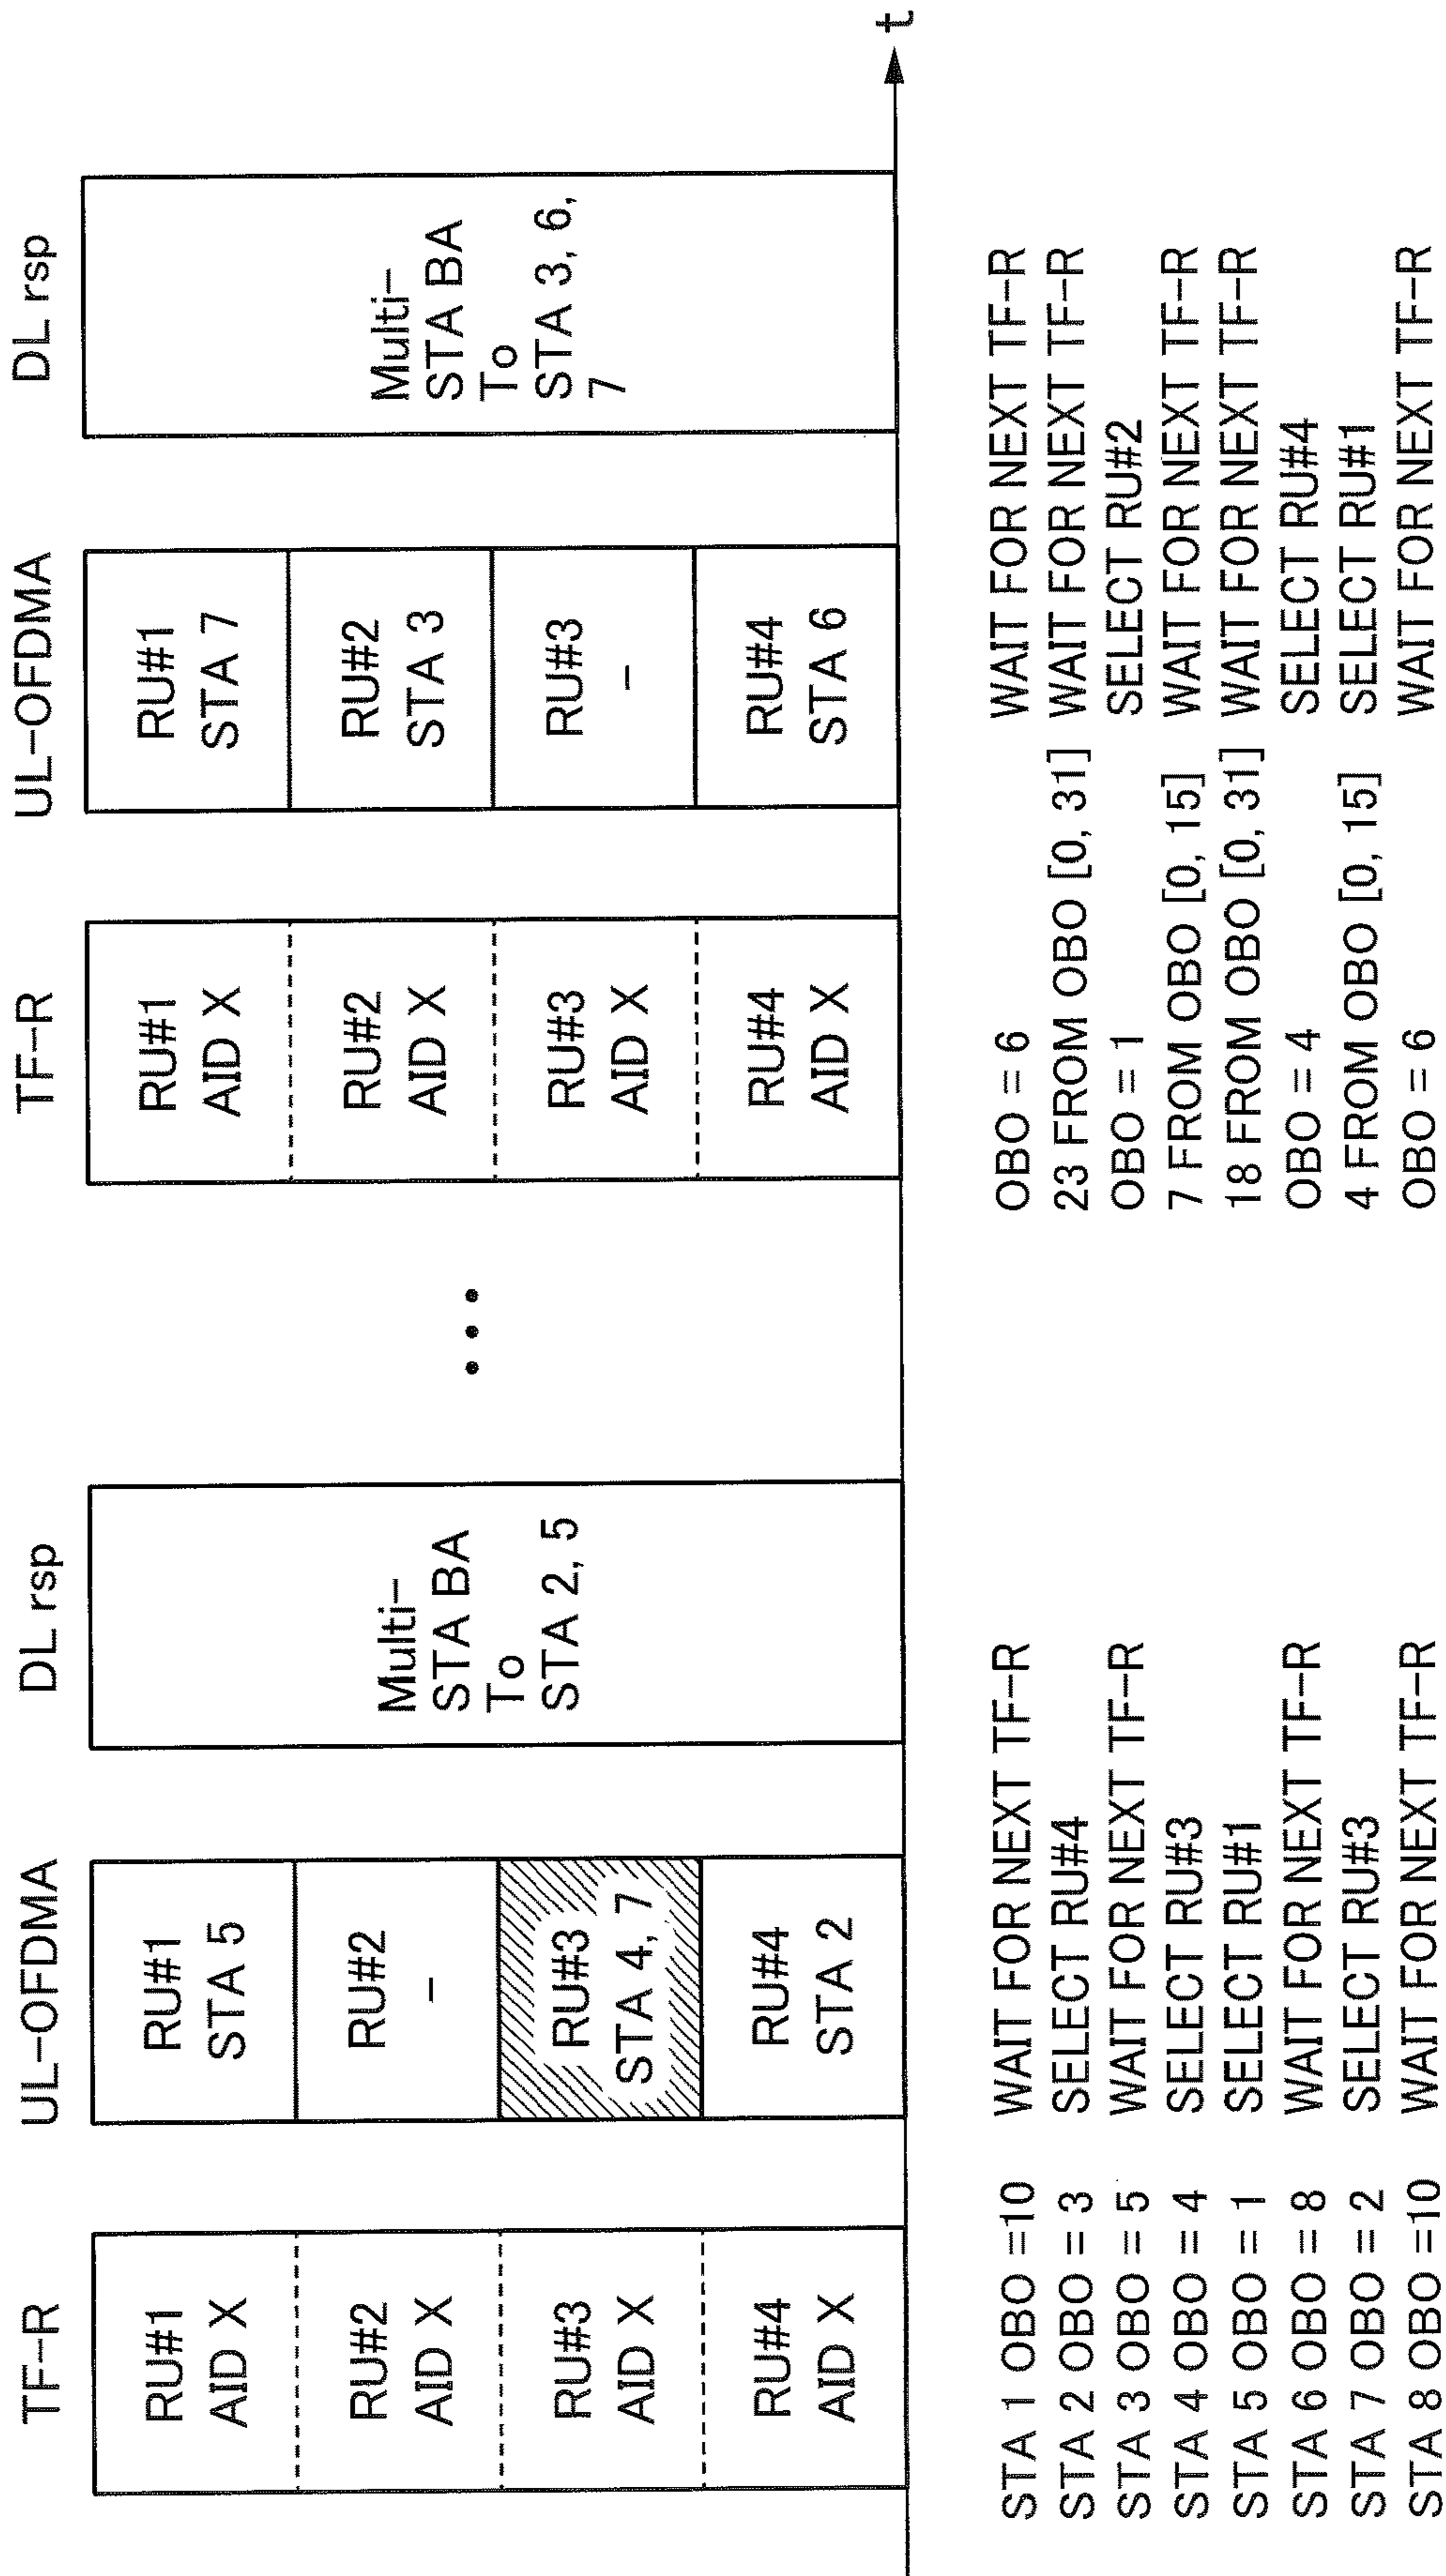 TF-R
UL-OFDMA
DL rsp
TF-R
UL-OFDMA
DL rsp
RU#1
AID X
RU#2
AID X
RU#3
AID X
RU#4
AID X
RU#1
STA 5
RU#2
–
RU#3
STA 4, 7
RU#4
STA 2
Multi-
STA BA
To
STA 2, 5
•••
RU#1
AID X
RU#2
AID X
RU#3
AID X
RU#4
AID X
RU#1
STA 7
RU#2
STA 3
RU#3
–
RU#4
STA 6
Multi-
STA BA
To
STA 3, 6,
7
t
STA 1 OBO =10 WAIT FOR NEXT TF-R
STA 2 OBO = 3 SELECT RU#4
STA 3 OBO = 5 WAIT FOR NEXT TF-R
STA 4 OBO = 4 SELECT RU#3
STA 5 OBO = 1 SELECT RU#1
STA 6 OBO = 8 WAIT FOR NEXT TF-R
STA 7 OBO = 2 SELECT RU#3
STA 8 OBO =10 WAIT FOR NEXT TF-R
OBO = 6 WAIT FOR NEXT TF-R
23 FROM OBO [0, 31] WAIT FOR NEXT TF-R
OBO = 1 SELECT RU#2
7 FROM OBO [0, 15] WAIT FOR NEXT TF-R
18 FROM OBO [0, 31] WAIT FOR NEXT TF-R
OBO = 4 SELECT RU#4
4 FROM OBO [0, 15] SELECT RU#1
OBO = 6 WAIT FOR NEXT TF-R